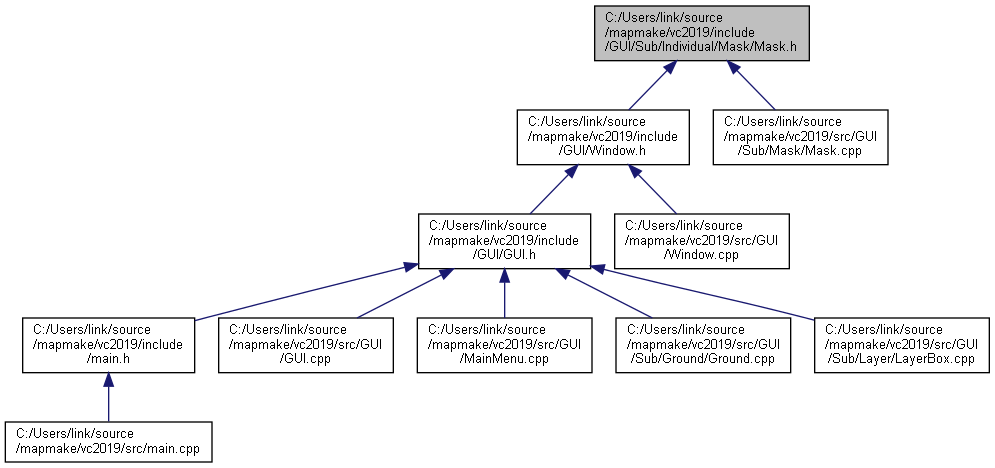 C:/Users/link/source
/mapmake/vc2019/include
/GUI/Sub/Individual/Mask/Mask.h
C:/Users/link/source
/mapmake/vc2019/include
/GUI/Window.h
C:/Users/link/source
/mapmake/vc2019/src/GUI
/Sub/Mask/Mask.cpp
C:/Users/link/source
/mapmake/vc2019/include
/GUI/GUI.h
C:/Users/link/source
/mapmake/vc2019/src/GUI
/Window.cpp
C:/Users/link/source
/mapmake/vc2019/include
/main.h
C:/Users/link/source
/mapmake/vc2019/src/GUI
/GUI.cpp
C:/Users/link/source
/mapmake/vc2019/src/GUI
/MainMenu.cpp
C:/Users/link/source
/mapmake/vc2019/src/GUI
/Sub/Ground/Ground.cpp
C:/Users/link/source
/mapmake/vc2019/src/GUI
/Sub/Layer/LayerBox.cpp
C:/Users/link/source
/mapmake/vc2019/src/main.cpp